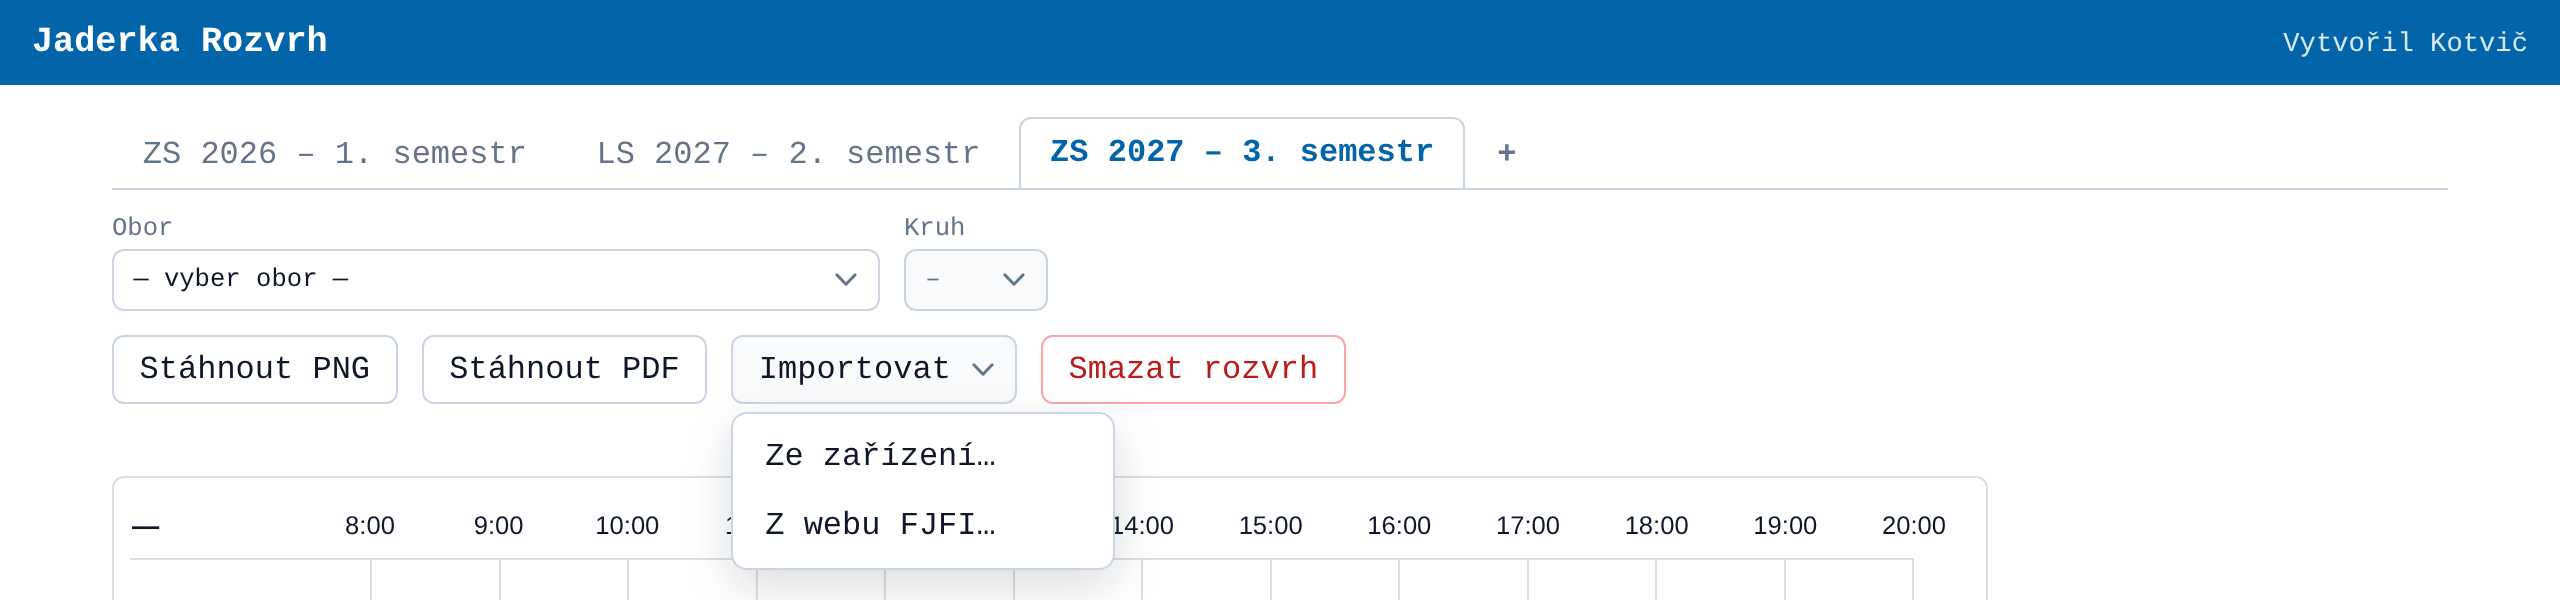 Jaderka Rozvrh
Vytvořil Kotvič
ZS 2026 – 1. semestr
LS 2027 – 2. semestr
ZS 2027 – 3. semestr
+
Obor
Kruh
— vyber obor —
–
Stáhnout PNG
Stáhnout PDF
Importovat
Smazat rozvrh
Ze zařízení…
Z webu FJFI…
— 8:00 9:00 10:00 14:00 15:00 16:00 17:00 18:00 19:00 20:00